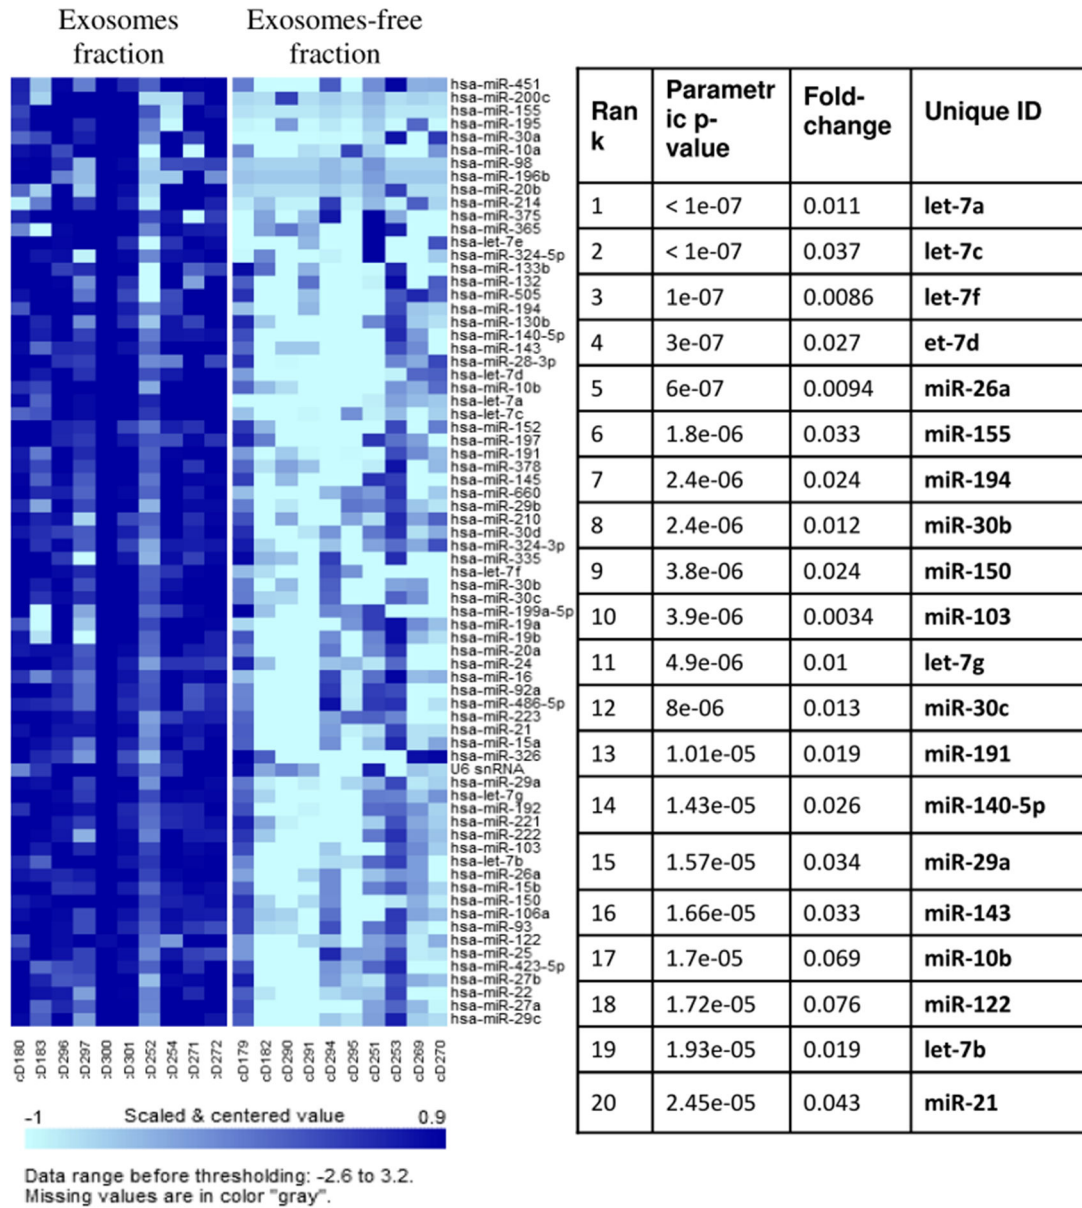 Exosomes
fraction
Exosomes-free
fraction
hsa-miR-451
hsa-miR-200c
hsa-miR-155
hsa-miR-195
hsa-miR-30a
hsa-miR-10a
hsa-miR-98
hsa-miR-196b
hsa-miR-20b
hsa-miR-214
hsa-miR-375
hsa-miR-365
hsa-let-7e
hsa-miR-324-5p
hsa-miR-133b
hsa-miR-132
hsa-miR-505
hsa-miR-194
hsa-miR-130b
hsa-miR-140-5p
hsa-miR-143
hsa-miR-28-3p
hsa-let-7d
hsa-miR-10b
hsa-let-7a
hsa-let-7c
hsa-miR-152
hsa-miR-197
hsa-miR-191
hsa-miR-378
hsa-miR-145
hsa-miR-660
hsa-miR-29b
hsa-miR-210
hsa-miR-30d
hsa-miR-324-3p
hsa-miR-335
hsa-let-7f
hsa-miR-30b
hsa-miR-30c
hsa-miR-199a-5p
hsa-miR-19a
hsa-miR-19b
hsa-miR-20a
hsa-miR-24
hsa-miR-16
hsa-miR-92a
hsa-miR-486-5p
hsa-miR-223
hsa-miR-21
hsa-miR-15a
hsa-miR-326
U6 snRNA
hsa-miR-29a
hsa-let-7g
hsa-miR-192
hsa-miR-221
hsa-miR-222
hsa-miR-103
hsa-let-7b
hsa-miR-26a
hsa-miR-15b
hsa-miR-150
hsa-miR-106a
hsa-miR-93
hsa-miR-122
hsa-miR-25
hsa-miR-423-5p
hsa-miR-27b
hsa-miR-22
hsa-miR-27a
hsa-miR-29c
cD180
:D183
:D296
:D297
:D300
:D301
:D252
:D254
:D271
:D272
cD179
cD182
cD290
cD291
cD294
cD295
cD251
cD253
cD269
cD270
-1 Scaled & centered value 0.9
Data range before thresholding: -2.6 to 3.2.
Missing values are in color "gray".
Ran
k
Parametr
ic p-
value
Fold-
change
Unique ID
1 < 1e-07 0.011 let-7a
2 < 1e-07 0.037 let-7c
3 1e-07 0.0086 let-7f
4 3e-07 0.027 et-7d
5 6e-07 0.0094 miR-26a
6 1.8e-06 0.033 miR-155
7 2.4e-06 0.024 miR-194
8 2.4e-06 0.012 miR-30b
9 3.8e-06 0.024 miR-150
10 3.9e-06 0.0034 miR-103
11 4.9e-06 0.01 let-7g
12 8e-06 0.013 miR-30c
13 1.01e-05 0.019 miR-191
14 1.43e-05 0.026 miR-140-5p
15 1.57e-05 0.034 miR-29a
16 1.66e-05 0.033 miR-143
17 1.7e-05 0.069 miR-10b
18 1.72e-05 0.076 miR-122
19 1.93e-05 0.019 let-7b
20 2.45e-05 0.043 miR-21